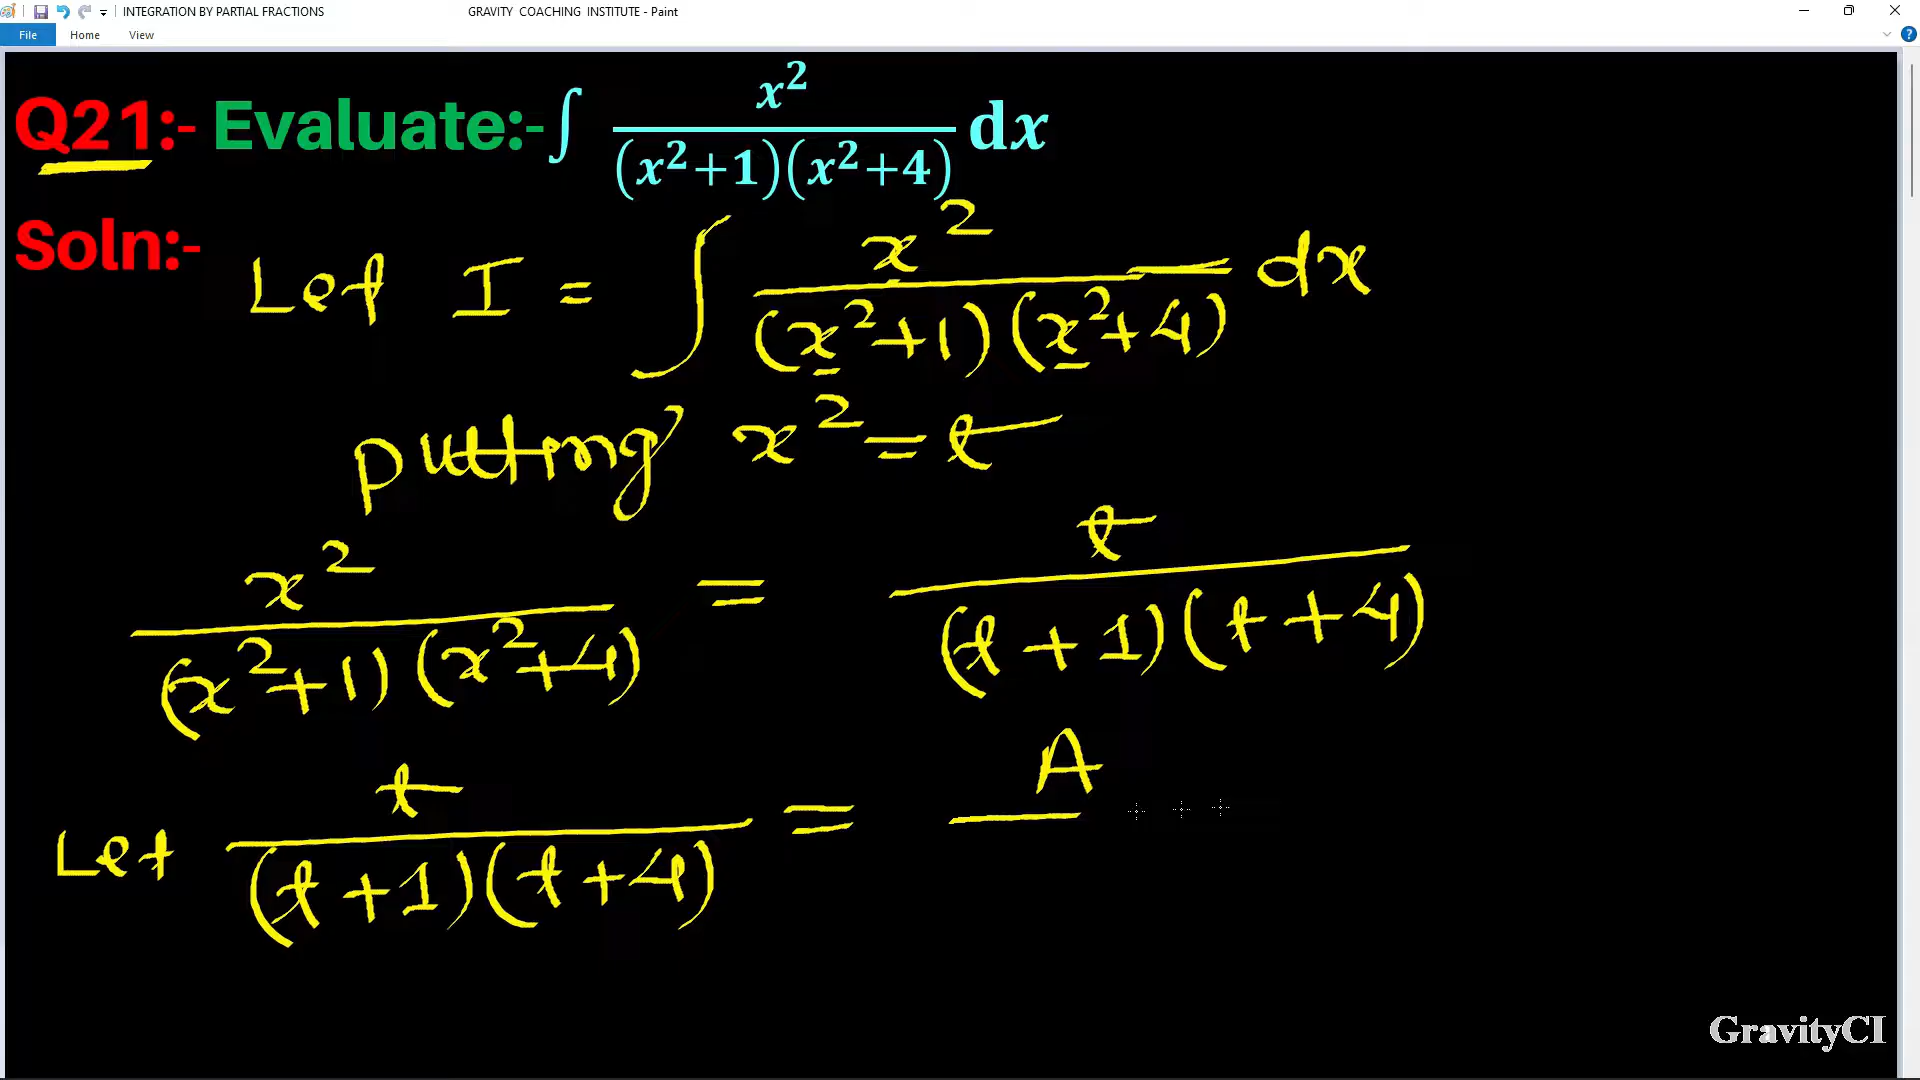 INTEGRATION BY PARTIAL FRACTIONS GRAVITY COACHING INSTITUTE - Paint
File Home View
Q21:- Evaluate:- ∫ x²/((x²+1)(x²+4)) dx
Soln:- Let I = ∫ x²/((x²+1)(x²+4)) dx
putting x² = t
x²/((x²+1)(x²+4)) = t/((t+1)(t+4))
Let t/((t+1)(t+4)) = A/
GravityCI